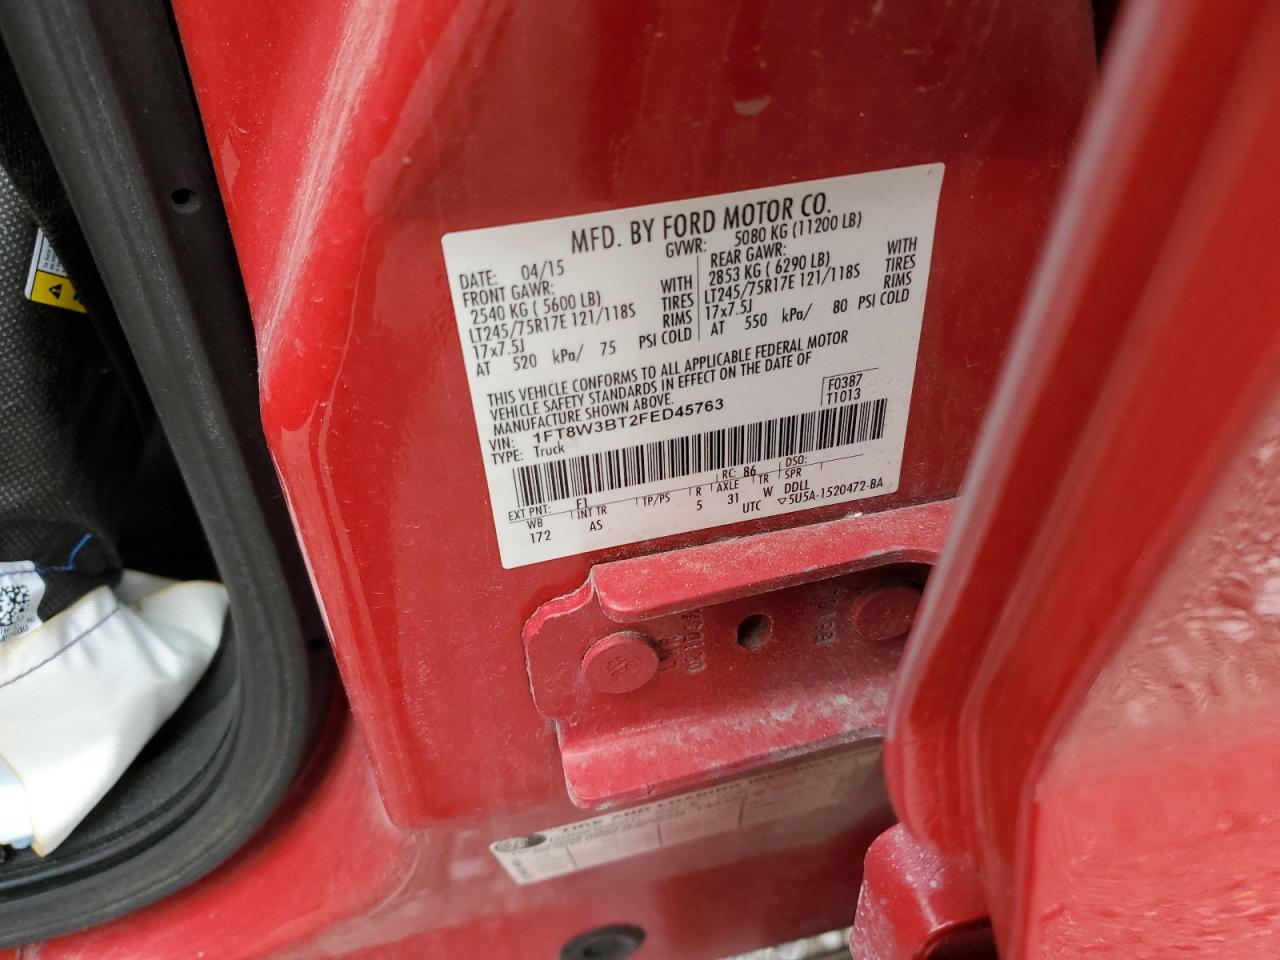 MFD. BY FORD MOTOR CO.
DATE: 04/15 GVWR: 5080 KG (11200 LB)
FRONT GAWR: REAR GAWR:
2540 KG ( 5600 LB) WITH 2853 KG ( 6290 LB) WITH
LT245/75R17E 121/118S TIRES LT245/75R17E 121/118S TIRES
17x7.5J RIMS 17x7.5J RIMS
AT 520 kPa/ 75 PSI COLD AT 550 kPa/ 80 PSI COLD
THIS VEHICLE CONFORMS TO ALL APPLICABLE FEDERAL MOTOR
VEHICLE SAFETY STANDARDS IN EFFECT ON THE DATE OF
MANUFACTURE SHOWN ABOVE.
F0387
VIN: 1FT8W3BT2FED45763 T1013
TYPE: Truck
EXT PNT: F1 RC: 86 DSO:
WB INT TR TP/PS R AXLE TR SPR
172 AS 5 31 W DDLL
UTC ▽5U5A-1520472-BA
TIRE AND LOADING INFORMATION